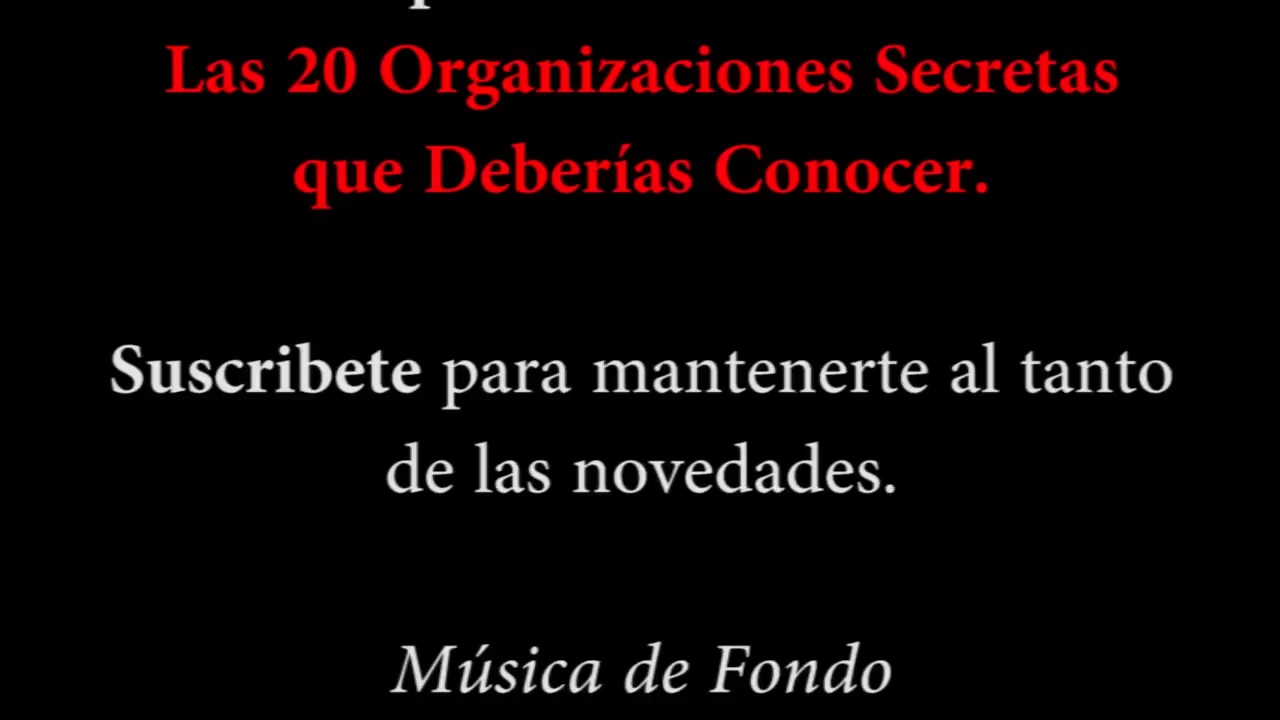 Las 20 Organizaciones Secretas
que Deberías Conocer.
Suscribete para mantenerte al tanto
de las novedades.
Música de Fondo